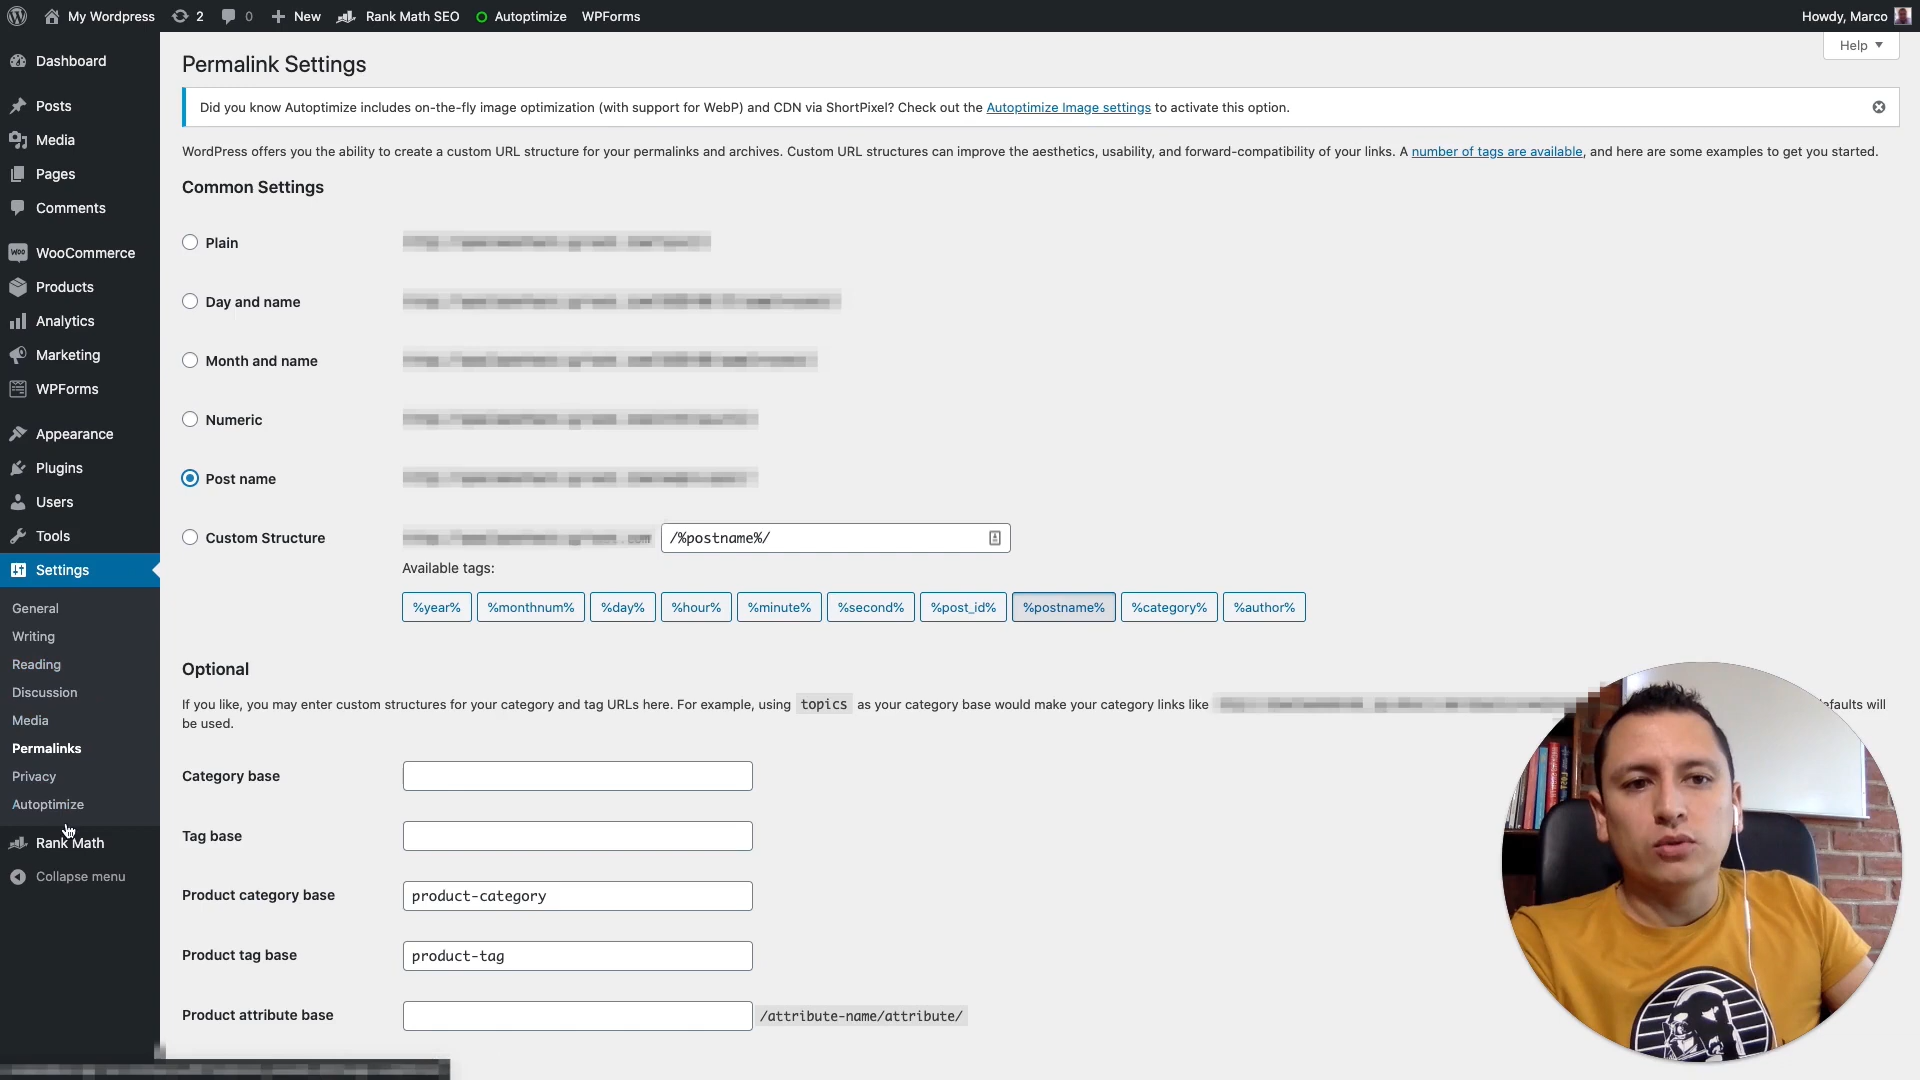 My Wordpress 2 0 New Rank Math SEO Autoptimize WPForms Howdy, Marco
Help
Dashboard
Posts
Media
Pages
Comments
WooCommerce
Products
Analytics
Marketing
WPForms
Appearance
Plugins
Users
Tools
Settings
General
Writing
Reading
Discussion
Media
Permalinks
Privacy
Autoptimize
Rank Math
Collapse menu
Permalink Settings
Did you know Autoptimize includes on-the-fly image optimization (with support for WebP) and CDN via ShortPixel? Check out the Autoptimize Image settings to activate this option.
WordPress offers you the ability to create a custom URL structure for your permalinks and archives. Custom URL structures can improve the aesthetics, usability, and forward-compatibility of your links. A number of tags are available, and here are some examples to get you started.
Common Settings
Plain
Day and name
Month and name
Numeric
Post name
Custom Structure /%postname%/
Available tags:
%year% %monthnum% %day% %hour% %minute% %second% %post_id% %postname% %category% %author%
Optional
If you like, you may enter custom structures for your category and tag URLs here. For example, using topics as your category base would make your category links like will
be used.
Category base
Tag base
Product category base product-category
Product tag base product-tag
Product attribute base /attribute-name/attribute/